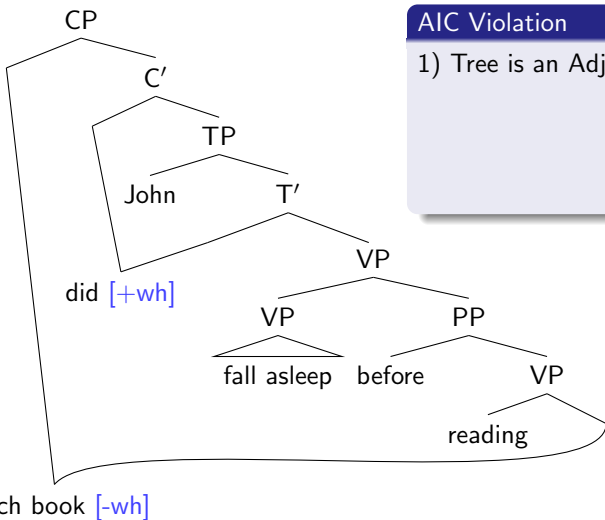 CP
AIC Violation
1) Tree is an Adj
C′
TP
John T′
VP
did [+wh]
VP PP
fall asleep before VP
reading
book [-wh]